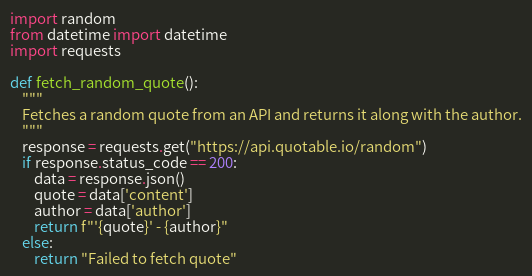 import random
from datetime import datetime
import requests

def fetch_random_quote():
    """
    Fetches a random quote from an API and returns it along with the author.
    """
    response = requests.get("https://api.quotable.io/random")
    if response.status_code == 200:
        data = response.json()
        quote = data['content']
        author = data['author']
        return f"'{quote}' - {author}"
    else:
        return "Failed to fetch quote"